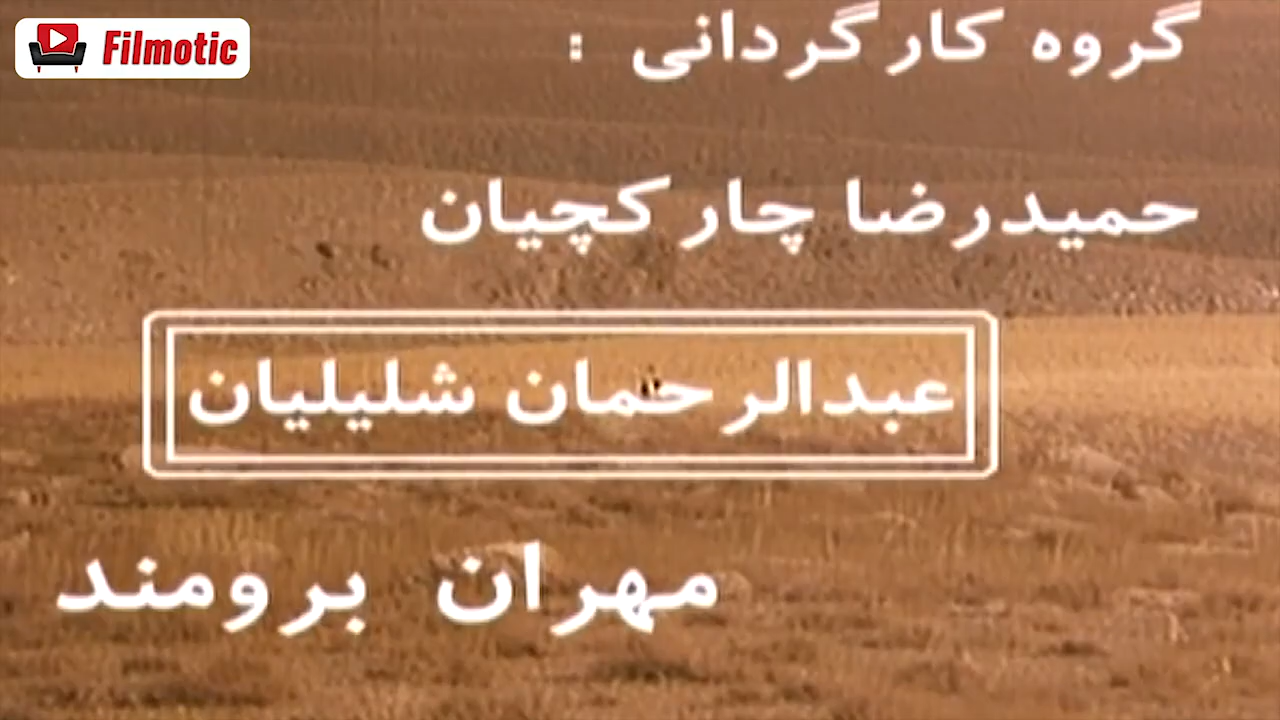 Filmotic
گروه کارگردانی :
حمیدرضا چارکچیان
عبدالرحمان شلیلیان
مهران برومند